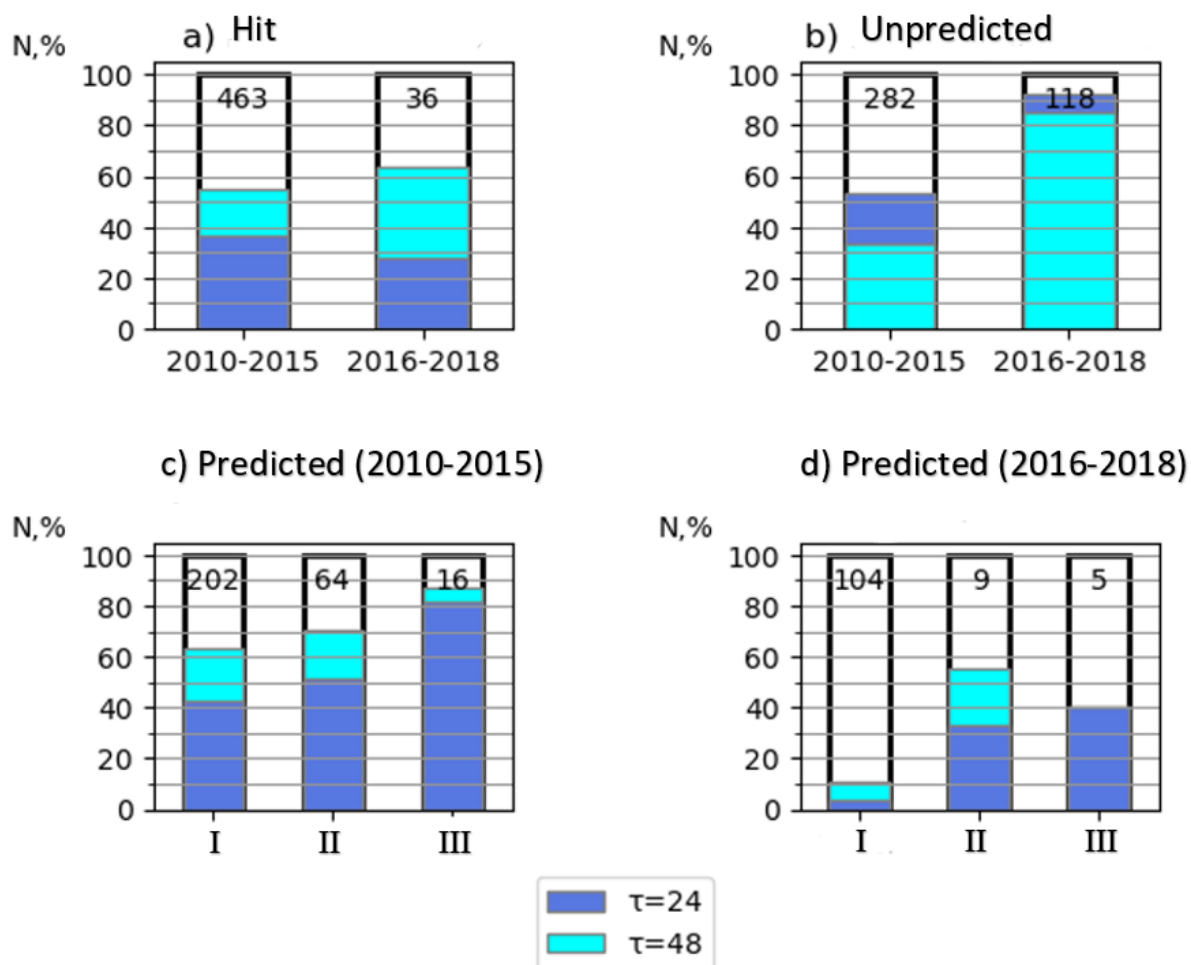 a) Hit
N,%
100
80
60
40
20
0
463
36
2010-2015
2016-2018
b) Unpredicted
N,%
100
80
60
40
20
0
282
118
2010-2015
2016-2018
c) Predicted (2010-2015)
N,%
100
80
60
40
20
0
202
64
16
I
II
III
d) Predicted (2016-2018)
N,%
100
80
60
40
20
0
104
9
5
I
II
III
τ=24
τ=48